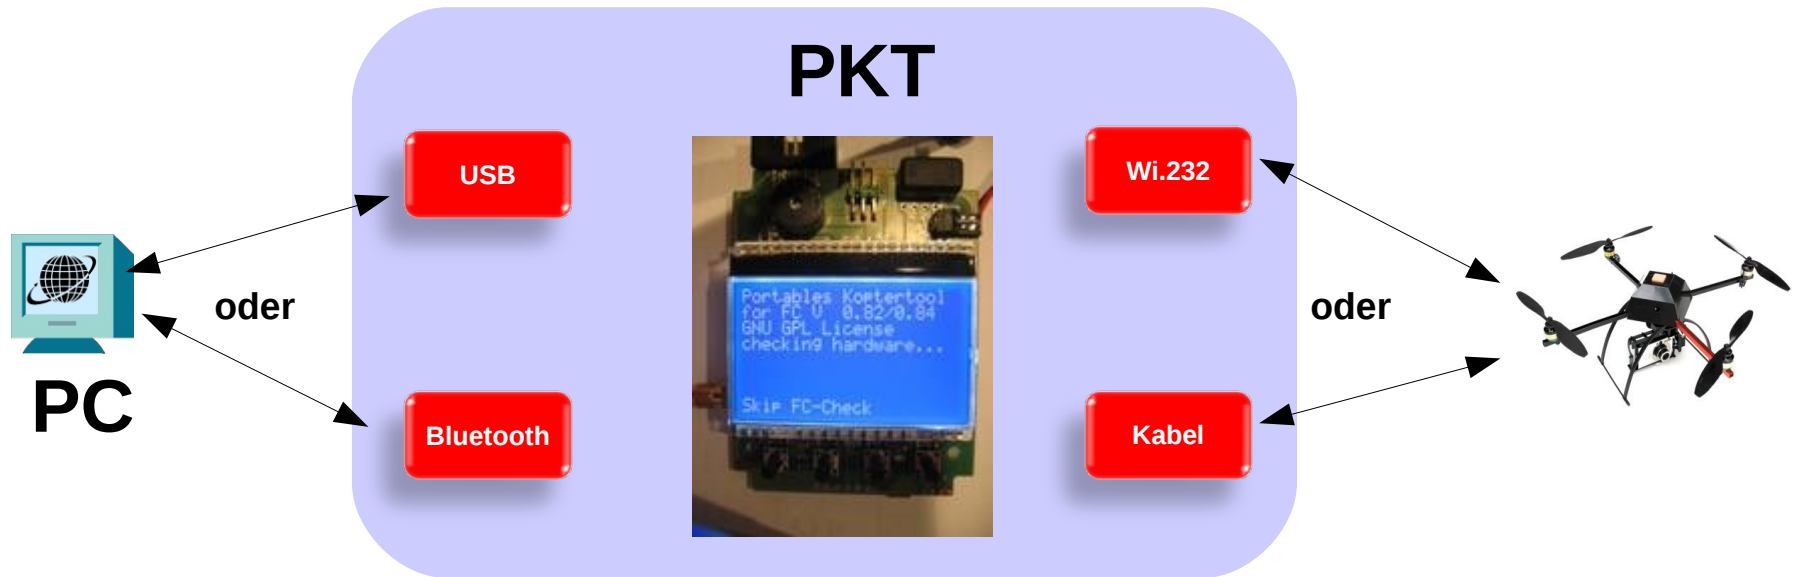 PKT
USB
Wi.232
oder
oder
PC
Bluetooth
Kabel
Portables Koptertool
for FC V 0.82/0.84
GNU GPL License
checking hardware...
Skip FC-Check